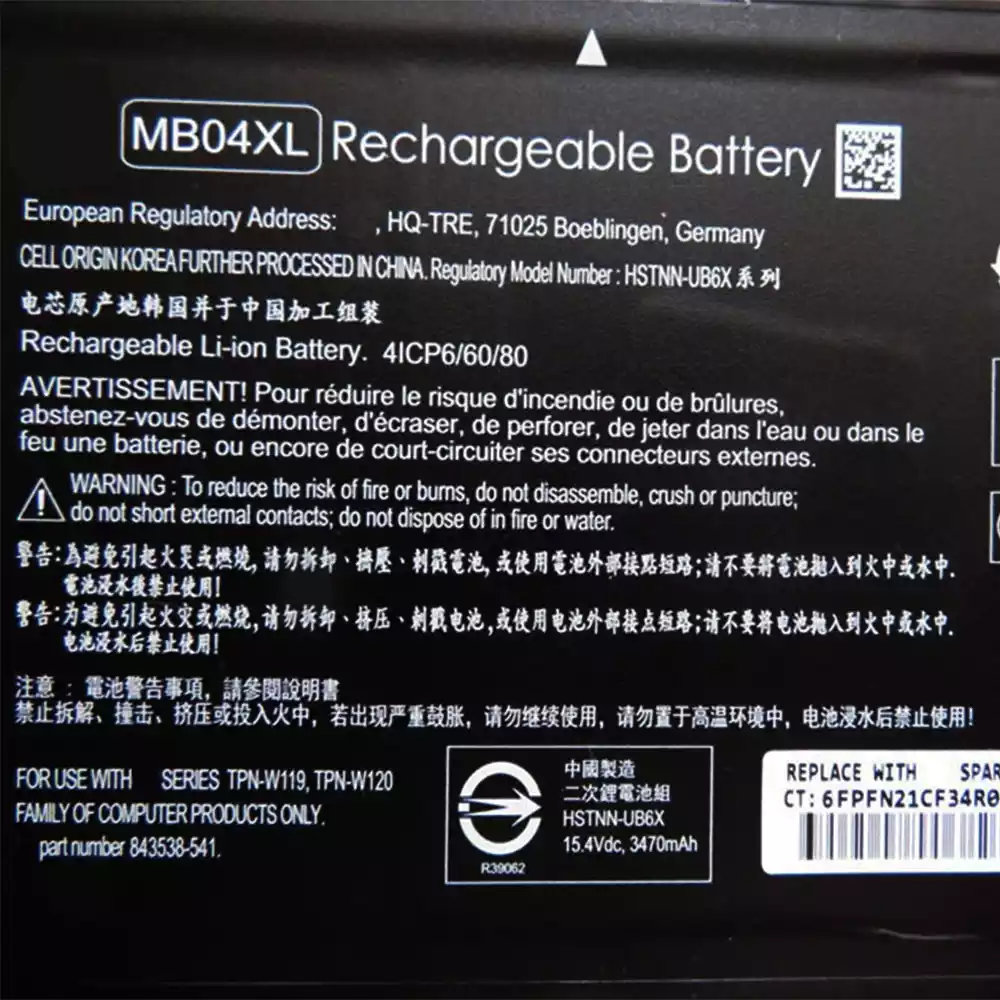 MB04XL Rechargeable Battery
European Regulatory Address: , HQ-TRE, 71025 Boeblingen, Germany
CELL ORIGIN KOREA FURTHER PROCESSED IN CHINA. Regulatory Model Number : HSTNN-UB6X 系列
电芯原产地韩国并于中国加工组装
Rechargeable Li-ion Battery. 4ICP6/60/80
AVERTISSEMENT! Pour réduire le risque d'incendie ou de brûlures,
abstenez-vous de démonter, d'écraser, de perforer, de jeter dans l'eau ou dans le
feu une batterie, ou encore de court-circuiter ses connecteurs externes.
WARNING : To reduce the risk of fire or burns, do not disassemble, crush or puncture;
do not short external contacts; do not dispose of in fire or water.
警告:為避免引起火災或燃燒,請勿拆卸、擠壓、刺戳電池,或使用電池外部接點短路;請不要將電池拋入到火中或水中.
電池浸水後禁止使用!
警告:为避免引起火灾或燃烧,请勿拆卸、挤压、刺戳电池,或使用电池外部接点短路;请不要将电池抛入到火中或水中.
电池浸水后禁止使用!
注意 : 電池警告事項, 請參閱說明書
禁止拆解、撞击、挤压或投入火中, 若出现严重鼓胀, 请勿继续使用, 请勿置于高温环境中, 电池浸水后禁止使用!
FOR USE WITH SERIES TPN-W119, TPN-W120
FAMILY OF COMPUTER PRODUCTS ONLY.
part number 843538-541.
中國製造
二次鋰電池組
HSTNN-UB6X
15.4Vdc, 3470mAh
R39062
REPLACE WITH SPAR
CT: 6FPFN21CF34R0